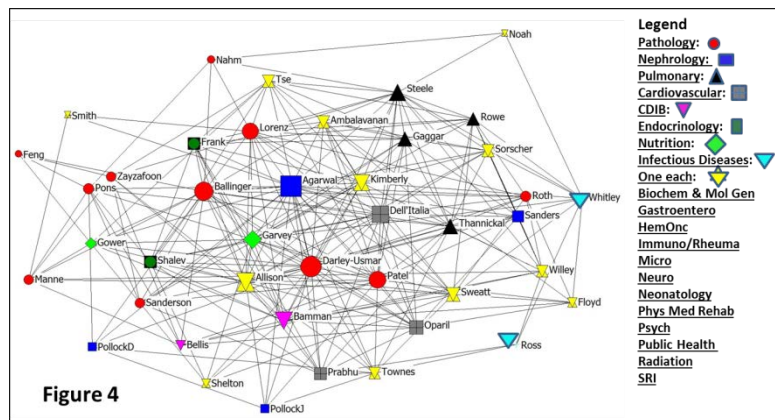 Noah
Nahm
Tse
Steele
Smith
Ambalavanan
Rowe
Lorenz
Frank
Gaggar
Sorscher
Feng
Zayzafoon
Pons
Ballinger
Agarwal
Kimberly
Roth
Whitley
Dell'Italia
Sanders
Thannickal
Gower
Garvey
Shalev
Darley-Usmar
Manne
Allison
Patel
Willey
Sanderson
Sweatt
Floyd
Bamman
Oparil
PollockD
Bellis
Ross
Shelton
Prabhu
Townes
PollockJ
Figure 4
Legend
Pathology:
Nephrology:
Pulmonary:
Cardiovascular:
CDIB:
Endocrinology:
Nutrition:
Infectious Diseases:
One each:
Biochem & Mol Gen
Gastroentero
HemOnc
Immuno/Rheuma
Micro
Neuro
Neonatology
Phys Med Rehab
Psych
Public Health
Radiation
SRI